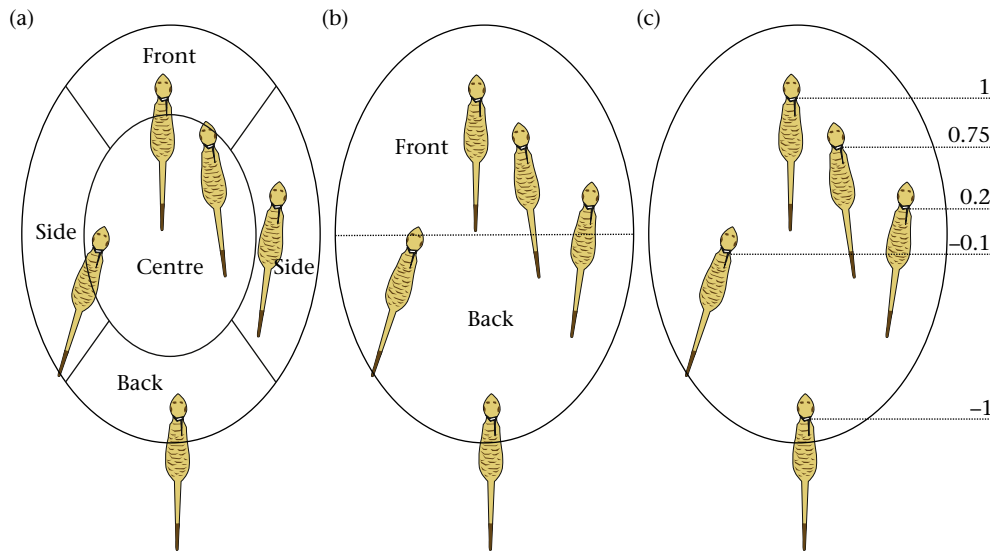 (a)
Front
Side
Centre
Side
Back
(b)
Front
Back
(c)
1
0.75
0.2
–0.1
–1